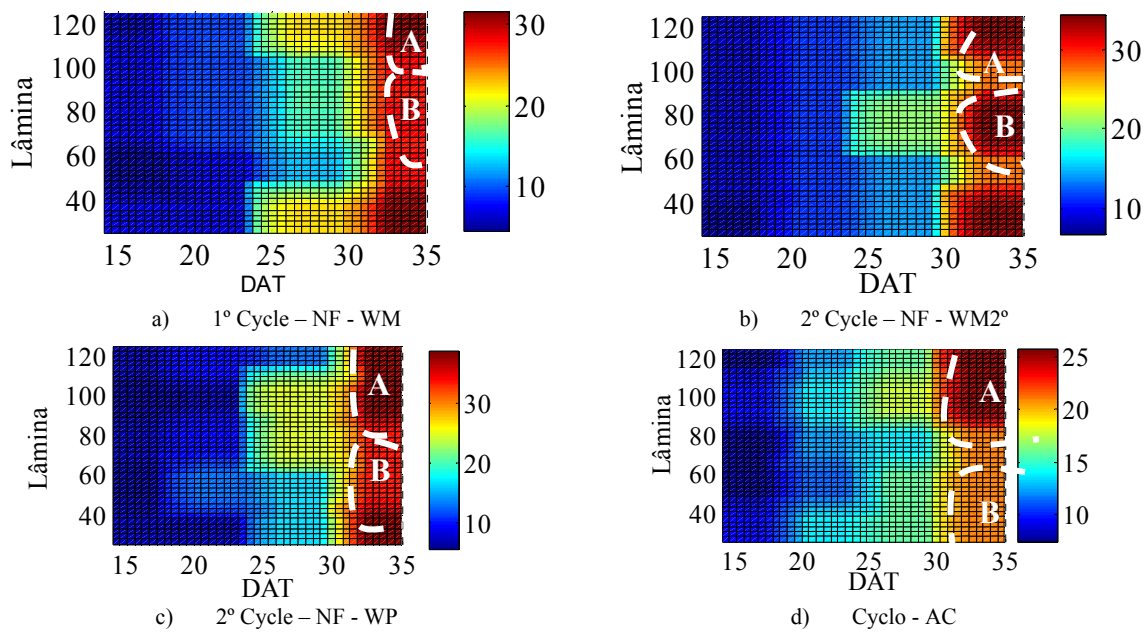 120
100
80
60
40
Lâmina
15 20 25 30 35
DAT
30
20
10
A
B
a) 1º Cycle – NF - WM
120
100
80
60
40
Lâmina
15 20 25 30 35
DAT
30
20
10
A
B
b) 2º Cycle – NF - WM2º
120
100
80
60
40
Lâmina
15 20 25 30 35
DAT
30
20
10
A
B
c) 2º Cycle – NF - WP
120
100
80
60
40
Lâmina
15 20 25 30 35
DAT
25
20
15
10
A
B
d) Cyclo - AC